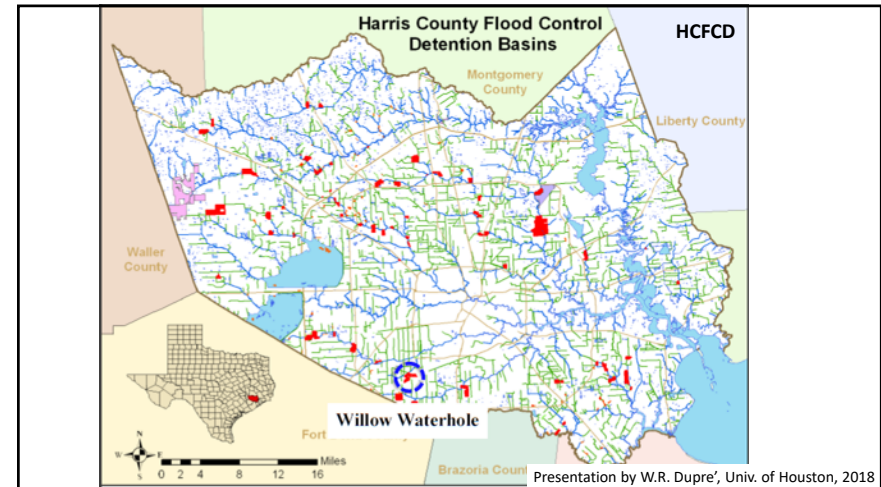 Harris County Flood Control
Detention Basins
HCFCD
Montgomery
County
Liberty County
Waller
County
Willow Waterhole
Fort
N
W
E
S
Miles
0 2 4 8 12 16
Brazoria
Presentation by W.R. Dupre’, Univ. of Houston, 2018